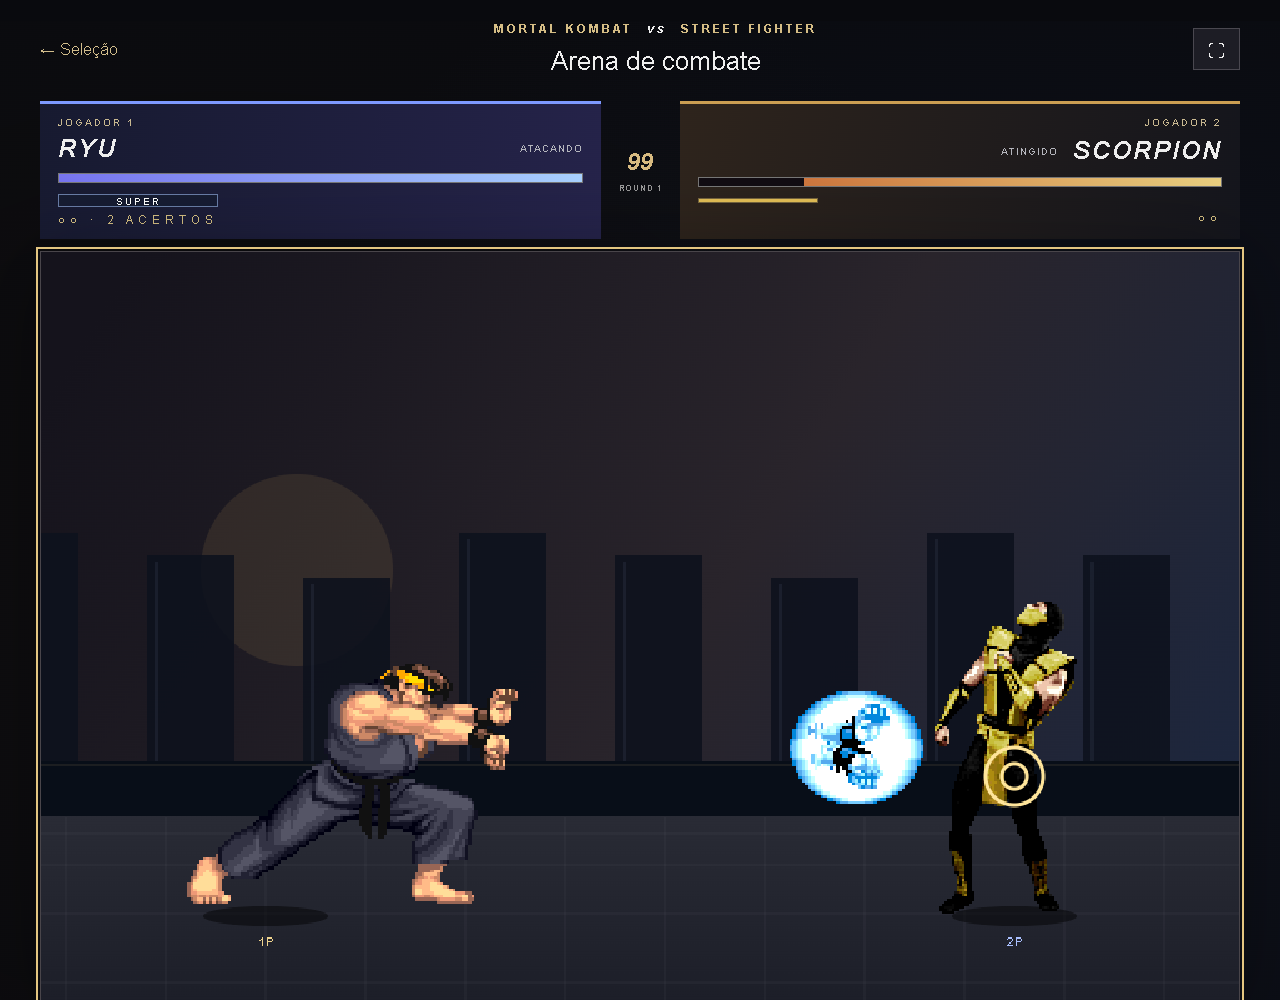 MORTAL KOMBAT VS STREET FIGHTER
← Seleção
Arena de combate
JOGADOR 1
RYU
ATACANDO
SUPER
○○ · 2 ACERTOS
99
ROUND 1
JOGADOR 2
ATINGIDO SCORPION
○○
1P
2P